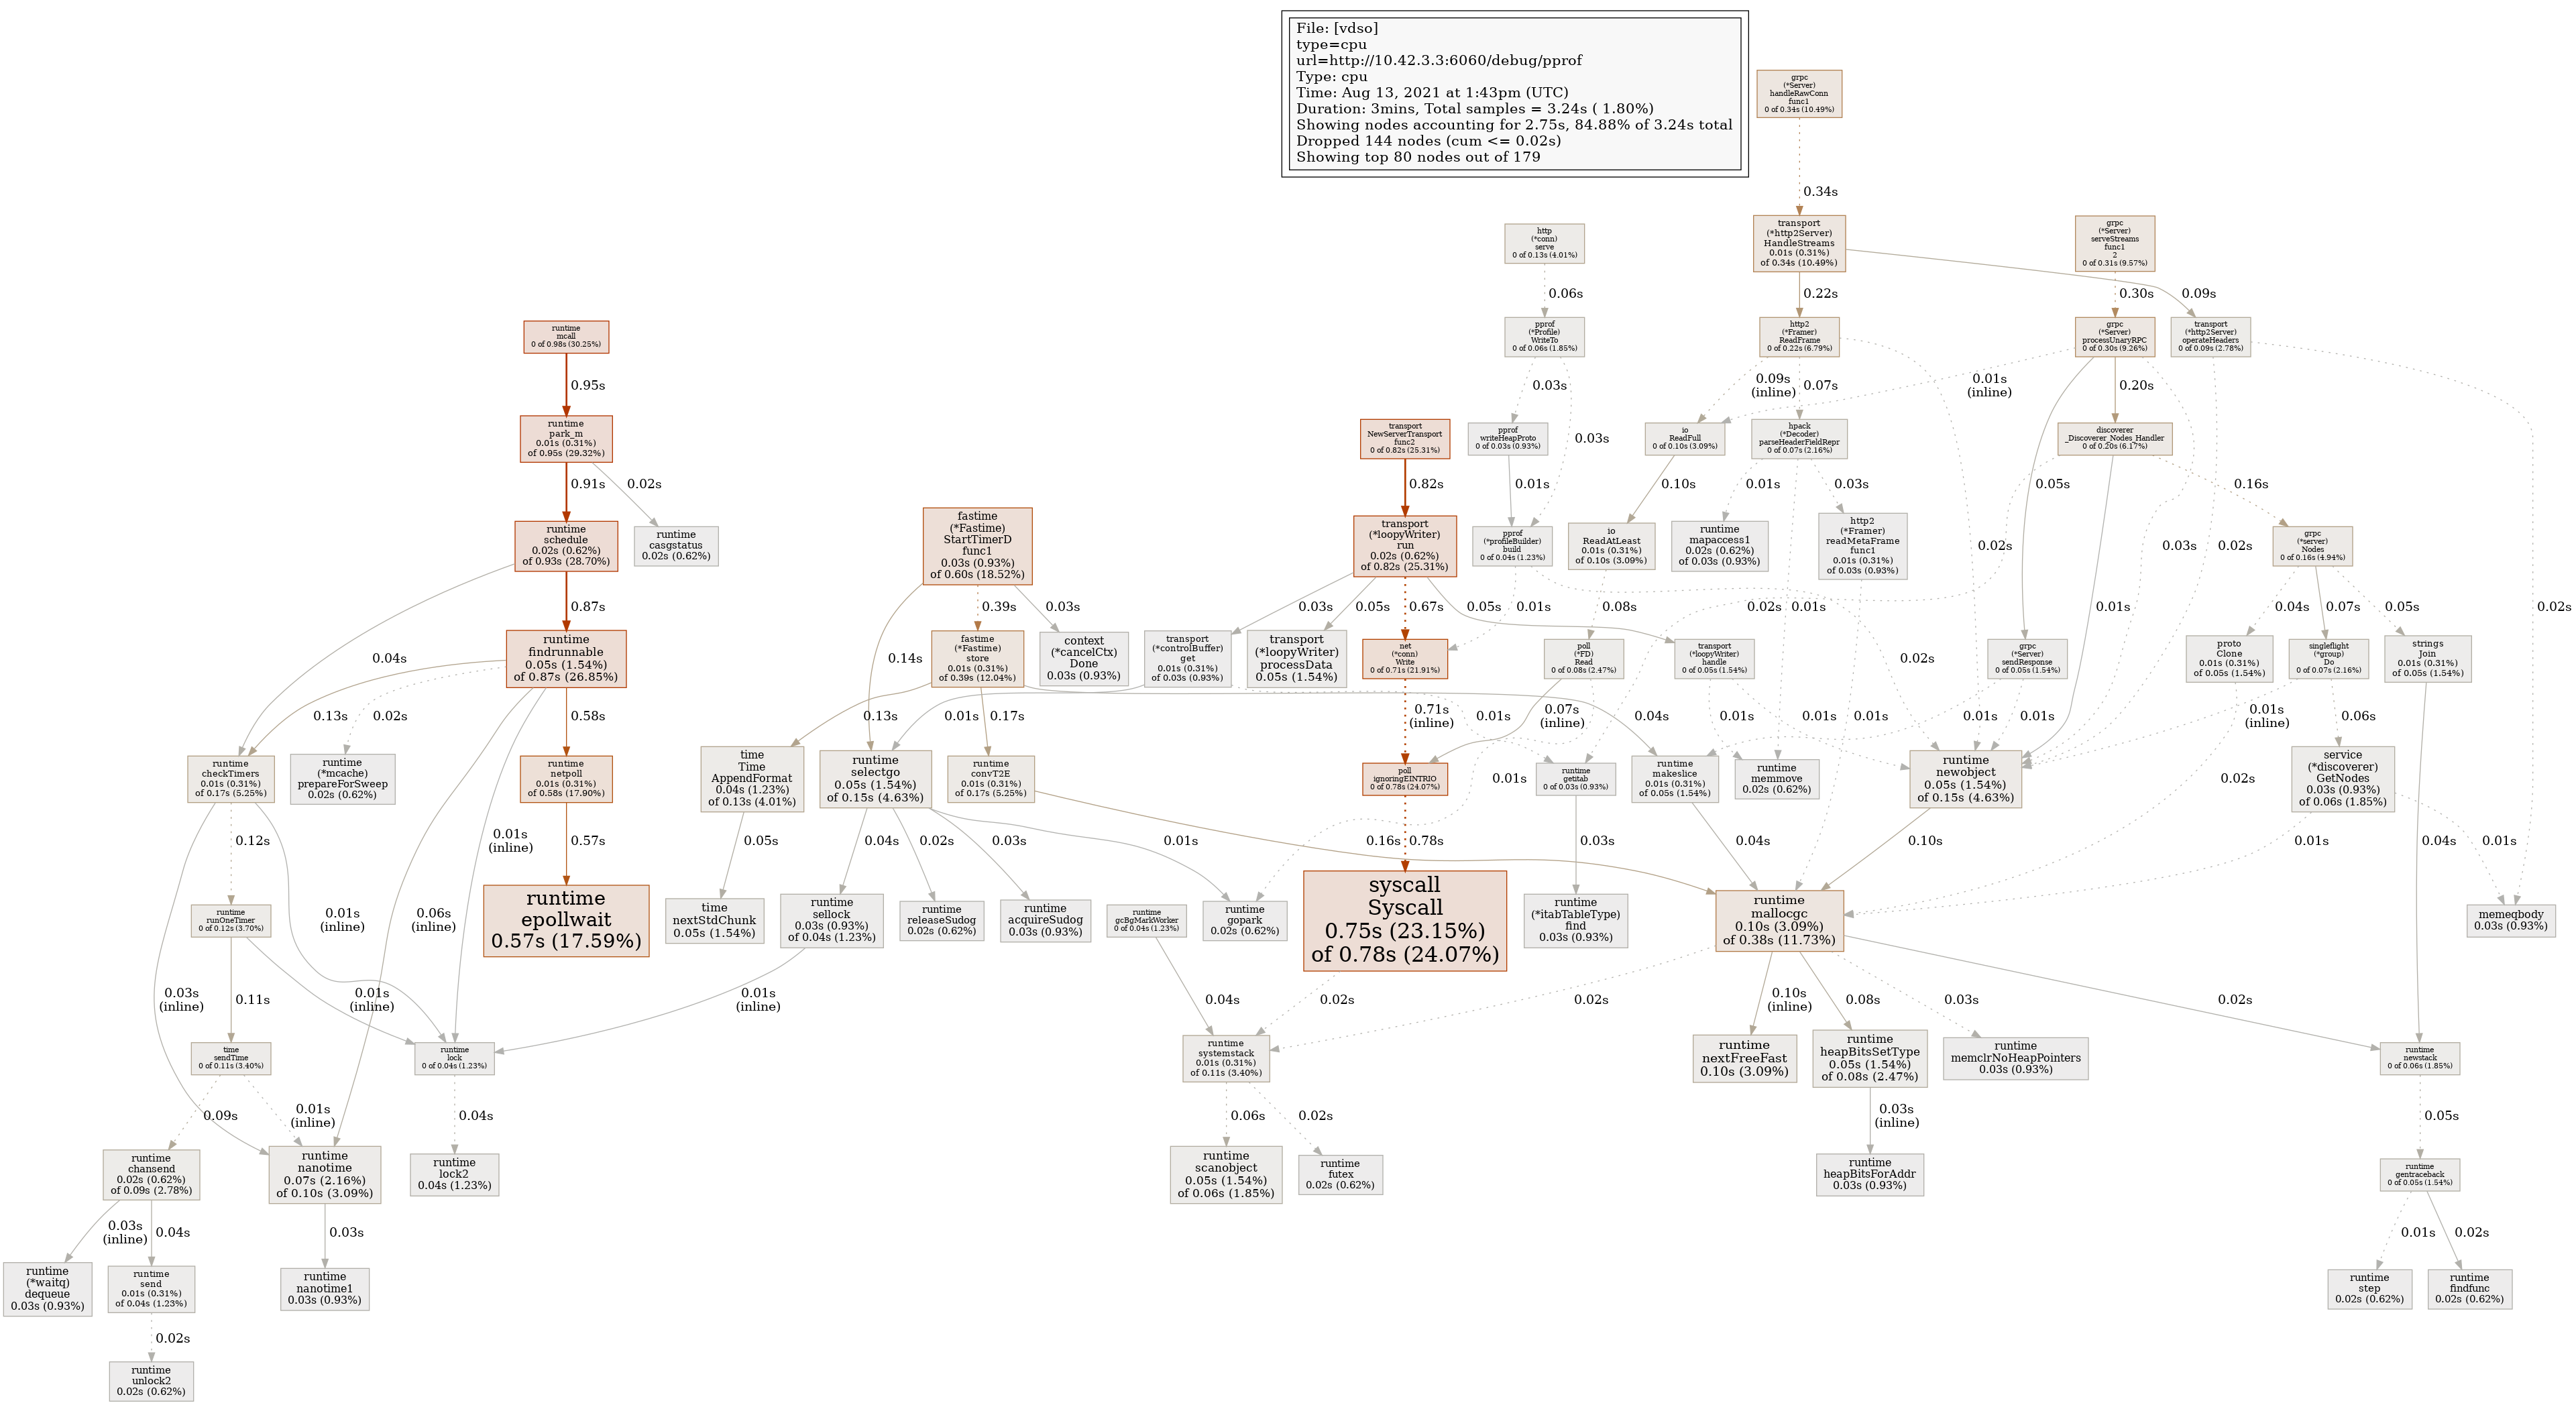 File: [vdso]
type=cpu
url=http://10.42.3.3:6060/debug/pprof
Type: cpu
Time: Aug 13, 2021 at 1:43pm (UTC)
Duration: 3mins, Total samples = 3.24s ( 1.80%)
Showing nodes accounting for 2.75s, 84.88% of 3.24s total
Dropped 144 nodes (cum <= 0.02s)
Showing top 80 nodes out of 179
grpc
(*Server)
handleRawConn
func1
0 of 0.34s (10.49%)
0.34s
http
(*conn)
serve
0 of 0.13s (4.01%)
transport
(*http2Server)
HandleStreams
0.01s (0.31%)
of 0.34s (10.49%)
grpc
(*Server)
serveStreams
func1
2
0 of 0.31s (9.57%)
0.06s
0.22s
0.30s
0.09s
runtime
mcall
0 of 0.98s (30.25%)
pprof
(*Profile)
WriteTo
0 of 0.06s (1.85%)
http2
(*Framer)
ReadFrame
0 of 0.22s (6.79%)
grpc
(*Server)
processUnaryRPC
0 of 0.30s (9.26%)
transport
(*http2Server)
operateHeaders
0 of 0.09s (2.78%)
0.95s
0.03s
0.09s
(inline)
0.07s
0.01s
(inline)
0.20s
runtime
park_m
0.01s (0.31%)
of 0.95s (29.32%)
transport
NewServerTransport
func2
0 of 0.82s (25.31%)
pprof
writeHeapProto
0 of 0.03s (0.93%)
0.03s
io
ReadFull
0 of 0.10s (3.09%)
hpack
(*Decoder)
parseHeaderFieldRepr
0 of 0.07s (2.16%)
discoverer
_Discoverer_Nodes_Handler
0 of 0.20s (6.17%)
0.91s
0.02s
0.82s
0.01s
0.10s
0.01s
0.03s
0.05s
0.16s
runtime
schedule
0.02s (0.62%)
of 0.93s (28.70%)
runtime
casgstatus
0.02s (0.62%)
fastime
(*Fastime)
StartTimerD
func1
0.03s (0.93%)
of 0.60s (18.52%)
transport
(*loopyWriter)
run
0.02s (0.62%)
of 0.82s (25.31%)
pprof
(*profileBuilder)
build
0 of 0.04s (1.23%)
io
ReadAtLeast
0.01s (0.31%)
of 0.10s (3.09%)
runtime
mapaccess1
0.02s (0.62%)
of 0.03s (0.93%)
http2
(*Framer)
readMetaFrame
func1
0.01s (0.31%)
of 0.03s (0.93%)
0.02s
0.03s
0.02s
grpc
(*server)
Nodes
0 of 0.16s (4.94%)
0.87s
0.39s
0.03s
0.03s
0.05s
0.67s
0.05s
0.01s
0.08s
0.02s
0.01s
0.01s
0.04s
0.07s
0.05s
0.02s
runtime
findrunnable
0.05s (1.54%)
of 0.87s (26.85%)
0.04s
0.14s
fastime
(*Fastime)
store
0.01s (0.31%)
of 0.39s (12.04%)
context
(*cancelCtx)
Done
0.03s (0.93%)
transport
(*controlBuffer)
get
0.01s (0.31%)
of 0.03s (0.93%)
transport
(*loopyWriter)
processData
0.05s (1.54%)
net
(*conn)
Write
0 of 0.71s (21.91%)
poll
(*FD)
Read
0 of 0.08s (2.47%)
transport
(*loopyWriter)
handle
0 of 0.05s (1.54%)
0.02s
grpc
(*Server)
sendResponse
0 of 0.05s (1.54%)
proto
Clone
0.01s (0.31%)
of 0.05s (1.54%)
singleflight
(*group)
Do
0 of 0.07s (2.16%)
strings
Join
0.01s (0.31%)
of 0.05s (1.54%)
0.13s
0.02s
0.58s
0.13s
0.01s
0.17s
0.71s
(inline)
0.01s
0.07s
(inline)
0.04s
0.01s
0.01s
0.01s
0.01s
0.01s
0.01s
(inline)
0.06s
runtime
checkTimers
0.01s (0.31%)
of 0.17s (5.25%)
runtime
(*mcache)
prepareForSweep
0.02s (0.62%)
runtime
netpoll
0.01s (0.31%)
of 0.58s (17.90%)
time
Time
AppendFormat
0.04s (1.23%)
of 0.13s (4.01%)
runtime
selectgo
0.05s (1.54%)
of 0.15s (4.63%)
runtime
convT2E
0.01s (0.31%)
of 0.17s (5.25%)
poll
ignoringEINTRIO
0 of 0.78s (24.07%)
0.01s
runtime
getitab
0 of 0.03s (0.93%)
runtime
makeslice
0.01s (0.31%)
of 0.05s (1.54%)
runtime
memmove
0.02s (0.62%)
runtime
newobject
0.05s (1.54%)
of 0.15s (4.63%)
0.02s
service
(*discoverer)
GetNodes
0.03s (0.93%)
of 0.06s (1.85%)
0.12s
0.01s
(inline)
0.57s
0.05s
0.04s
0.02s
0.03s
0.01s
0.16s
0.78s
0.03s
0.04s
0.10s
0.01s
0.04s
0.01s
runtime
runOneTimer
0 of 0.12s (3.70%)
0.01s
(inline)
0.06s
(inline)
runtime
epollwait
0.57s (17.59%)
time
nextStdChunk
0.05s (1.54%)
runtime
sellock
0.03s (0.93%)
of 0.04s (1.23%)
runtime
releaseSudog
0.02s (0.62%)
runtime
acquireSudog
0.03s (0.93%)
runtime
gcBgMarkWorker
0 of 0.04s (1.23%)
runtime
gopark
0.02s (0.62%)
syscall
Syscall
0.75s (23.15%)
of 0.78s (24.07%)
runtime
(*itabTableType)
find
0.03s (0.93%)
runtime
mallocgc
0.10s (3.09%)
of 0.38s (11.73%)
memeqbody
0.03s (0.93%)
0.03s
(inline)
0.11s
0.01s
(inline)
0.01s
(inline)
0.04s
0.02s
0.02s
0.10s
(inline)
0.08s
0.03s
0.02s
time
sendTime
0 of 0.11s (3.40%)
runtime
lock
0 of 0.04s (1.23%)
runtime
systemstack
0.01s (0.31%)
of 0.11s (3.40%)
runtime
nextFreeFast
0.10s (3.09%)
runtime
heapBitsSetType
0.05s (1.54%)
of 0.08s (2.47%)
runtime
memclrNoHeapPointers
0.03s (0.93%)
runtime
newstack
0 of 0.06s (1.85%)
0.09s
0.01s
(inline)
0.04s
0.06s
0.02s
0.03s
(inline)
0.05s
runtime
chansend
0.02s (0.62%)
of 0.09s (2.78%)
runtime
nanotime
0.07s (2.16%)
of 0.10s (3.09%)
runtime
lock2
0.04s (1.23%)
runtime
scanobject
0.05s (1.54%)
of 0.06s (1.85%)
runtime
futex
0.02s (0.62%)
runtime
heapBitsForAddr
0.03s (0.93%)
runtime
gentraceback
0 of 0.05s (1.54%)
0.03s
(inline)
0.04s
0.03s
0.01s
0.02s
runtime
(*waitq)
dequeue
0.03s (0.93%)
runtime
send
0.01s (0.31%)
of 0.04s (1.23%)
runtime
nanotime1
0.03s (0.93%)
runtime
step
0.02s (0.62%)
runtime
findfunc
0.02s (0.62%)
0.02s
runtime
unlock2
0.02s (0.62%)